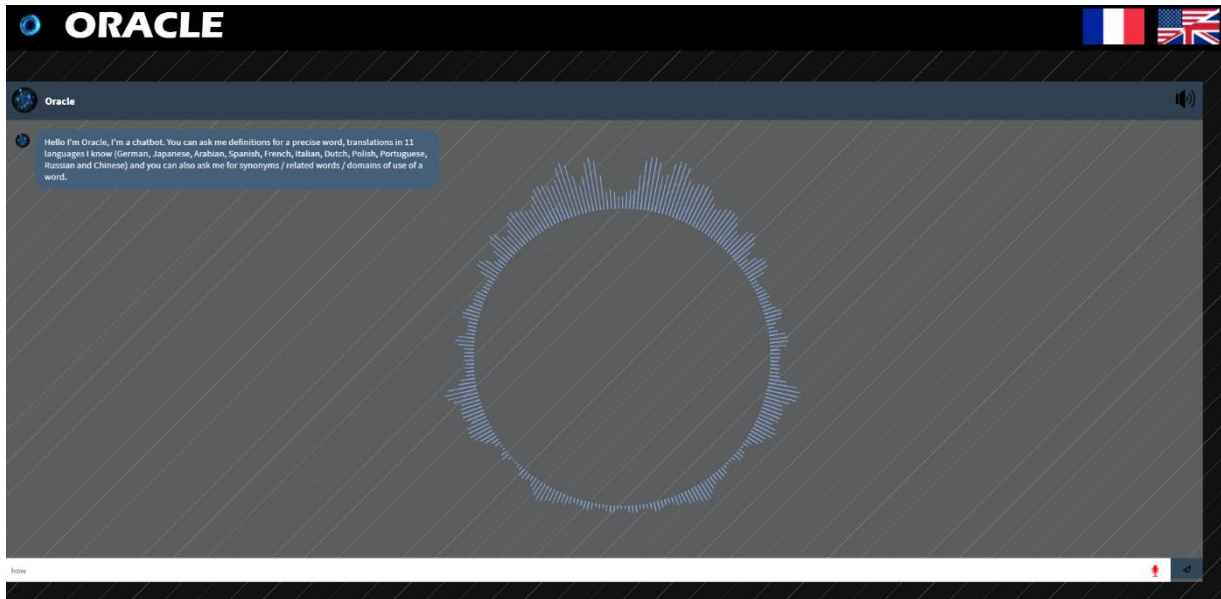 ORACLE
Oracle
Hello I'm Oracle, I'm a chatbot. You can ask me definitions for a precise word, translations in 11
languages I know (German, Japanese, Arabian, Spanish, French, Italian, Dutch, Polish, Portuguese,
Russian and Chinese) and you can also ask me for synonyms / related words / domains of use of a
word.
how